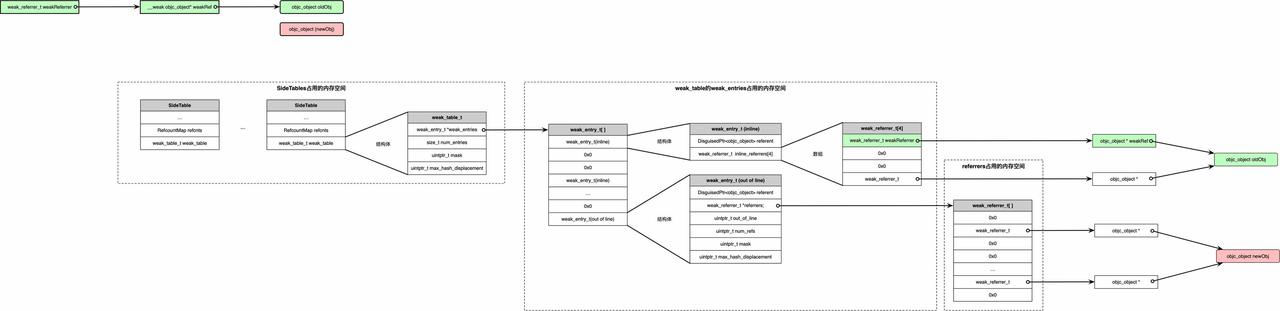 weak_referrer_t weakReferrer
__weak objc_object* weakRef
objc_object oldObj
objc_object (newObj)
SideTables占用的内存空间
SideTable
...
RefcountMap refcnts
weak_table_t weak_table
...
SideTable
...
RefcountMap refcnts
weak_table_t weak_table
结构体
weak_table_t
weak_entry_t *weak_entries
size_t num_entries
uintptr_t mask
uintptr_t max_hash_displacement
weak_table的weak_entries占用的内存空间
weak_entry_t[ ]
weak_entry_t(inline)
0x0
0x0
weak_entry_t(inline)
...
0x0
weak_entry_t(out of line)
结构体
weak_entry_t (inline)
DisguisedPtr<objc_object> referent
weak_referrer_t inline_referrers[4]
结构体
weak_entry_t (out of line)
DisguisedPtr<objc_object> referent
weak_referrer_t *referrers;
uintptr_t out_of_line
uintptr_t num_refs
uintptr_t mask
uintptr_t max_hash_displacement
数组
weak_referrer_t[4]
weak_referrer_t weakReferrer
0x0
0x0
weak_referrer_t
referrers占用的内存空间
weak_referrer_t[ ]
0x0
weak_referrer_t
0x0
0x0
...
weak_referrer_t
0x0
objc_object * weakRef
objc_object *
objc_object oldObj
objc_object *
objc_object *
objc_object newObj